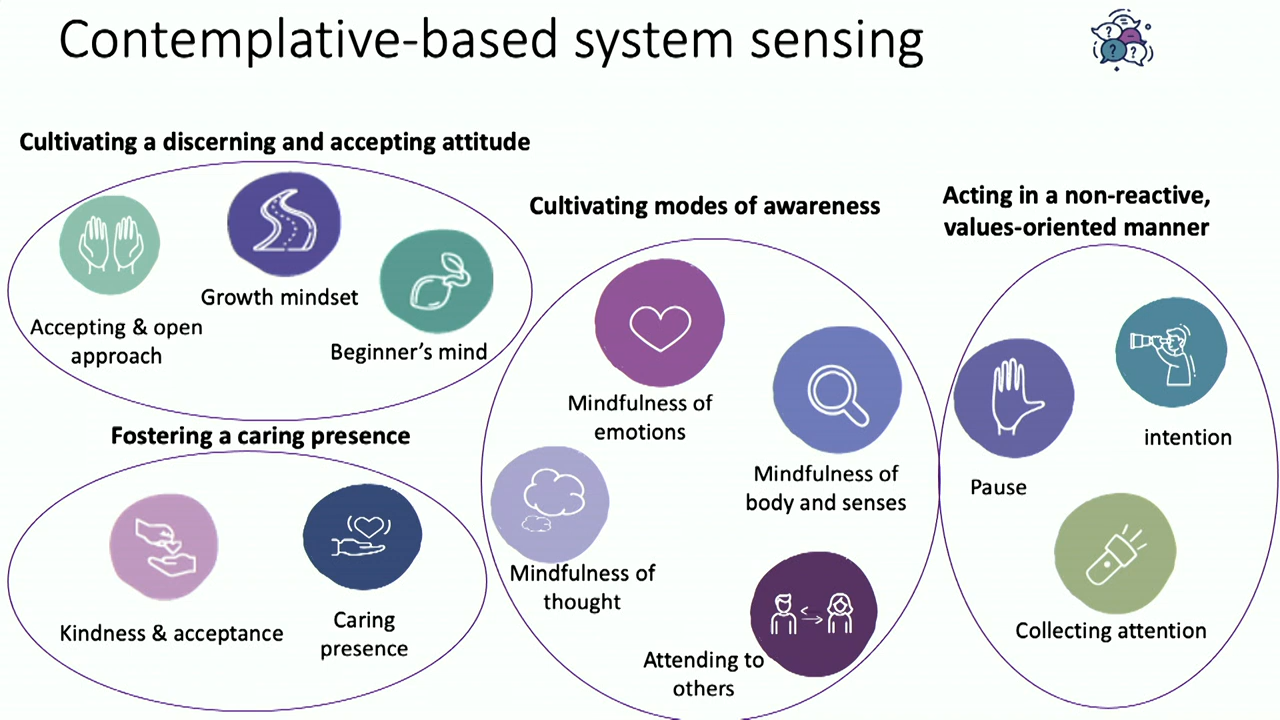 Contemplative-based system sensing
? ? ?
Cultivating a discerning and accepting attitude
Accepting & open
approach
Growth mindset
Beginner's mind
Fostering a caring presence
Kindness & acceptance
Caring
presence
Cultivating modes of awareness
Mindfulness of
emotions
Mindfulness of
body and senses
Mindfulness of
thought
Attending to
others
Acting in a non-reactive,
values-oriented manner
Pause
intention
Collecting attention